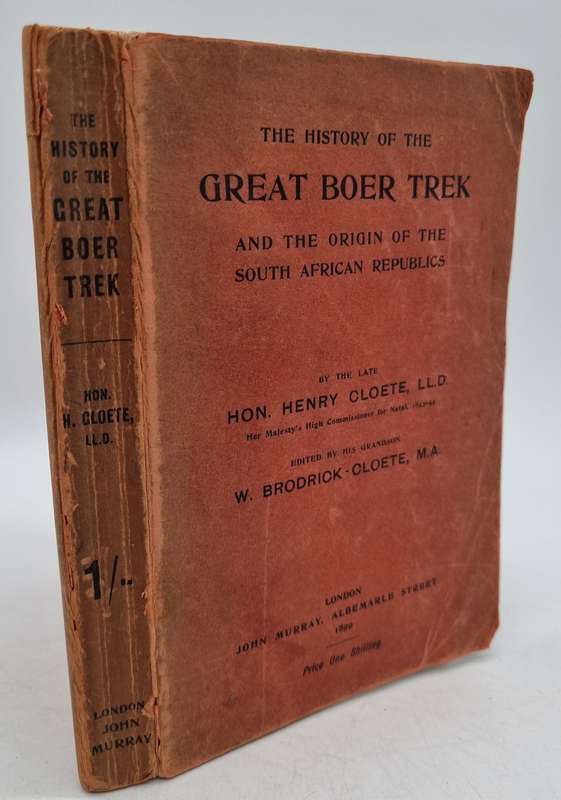 THE
HISTORY
OF THE
GREAT
BOER
TREK
HON.
H. CLOETE,
LL.D.
1/-
LONDON
JOHN
MURRAY
THE HISTORY OF THE
GREAT BOER TREK
AND THE ORIGIN OF THE
SOUTH AFRICAN REPUBLICS
BY THE LATE
HON. HENRY CLOETE, LL.D.
Her Majesty's High Commissioner for Natal,
EDITED BY HIS GRANDSON
W. BRODRICK-CLOETE, M.A.
LONDON
JOHN MURRAY, ALBEMARLE STREET
1899
Price One Shilling